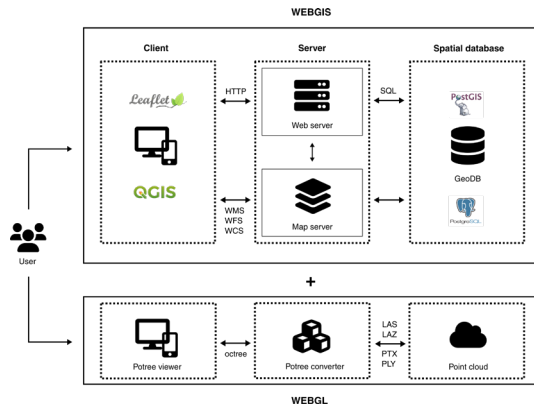 WEBGIS
Client
Server
Spatial database
Leaflet
HTTP
Web server
SQL
PostGIS
GeoDB
QGIS
WMS
WFS
WCS
Map server
PostgreSQL
User
+
Potree viewer
octree
Potree converter
LAS
LAZ
PTX
PLY
Point cloud
WEBGL